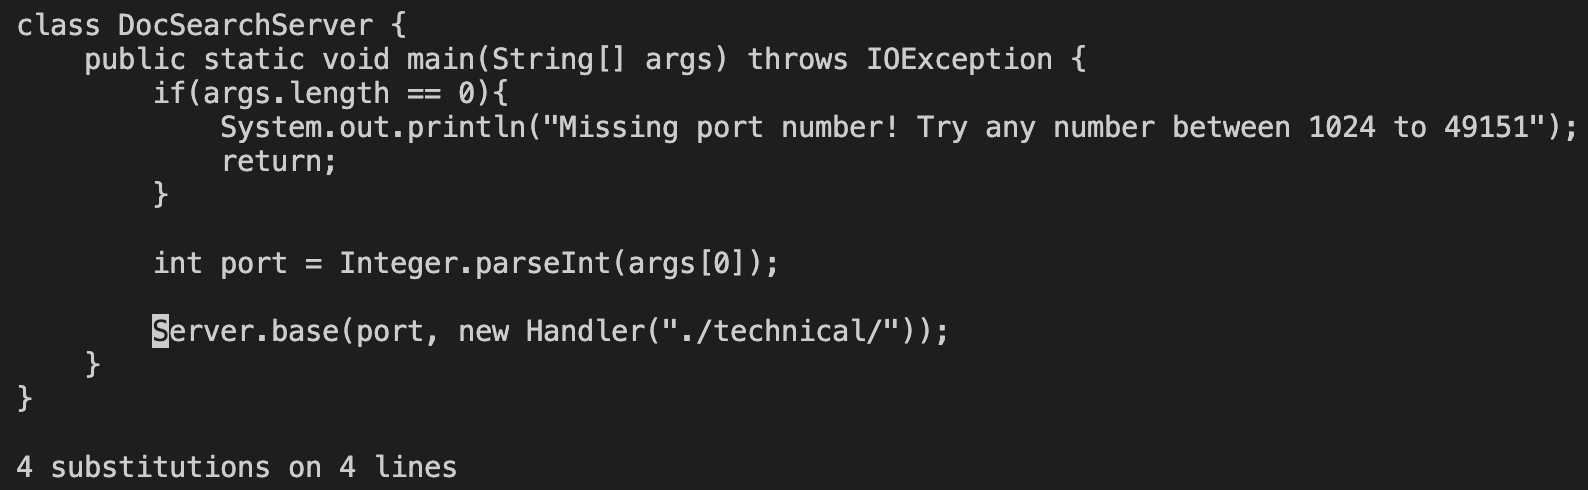 class DocSearchServer {
    public static void main(String[] args) throws IOException {
        if(args.length == 0){
            System.out.println("Missing port number! Try any number between 1024 to 49151");
            return;
        }

        int port = Integer.parseInt(args[0]);

        Server.base(port, new Handler("./technical/"));
    }
}

4 substitutions on 4 lines